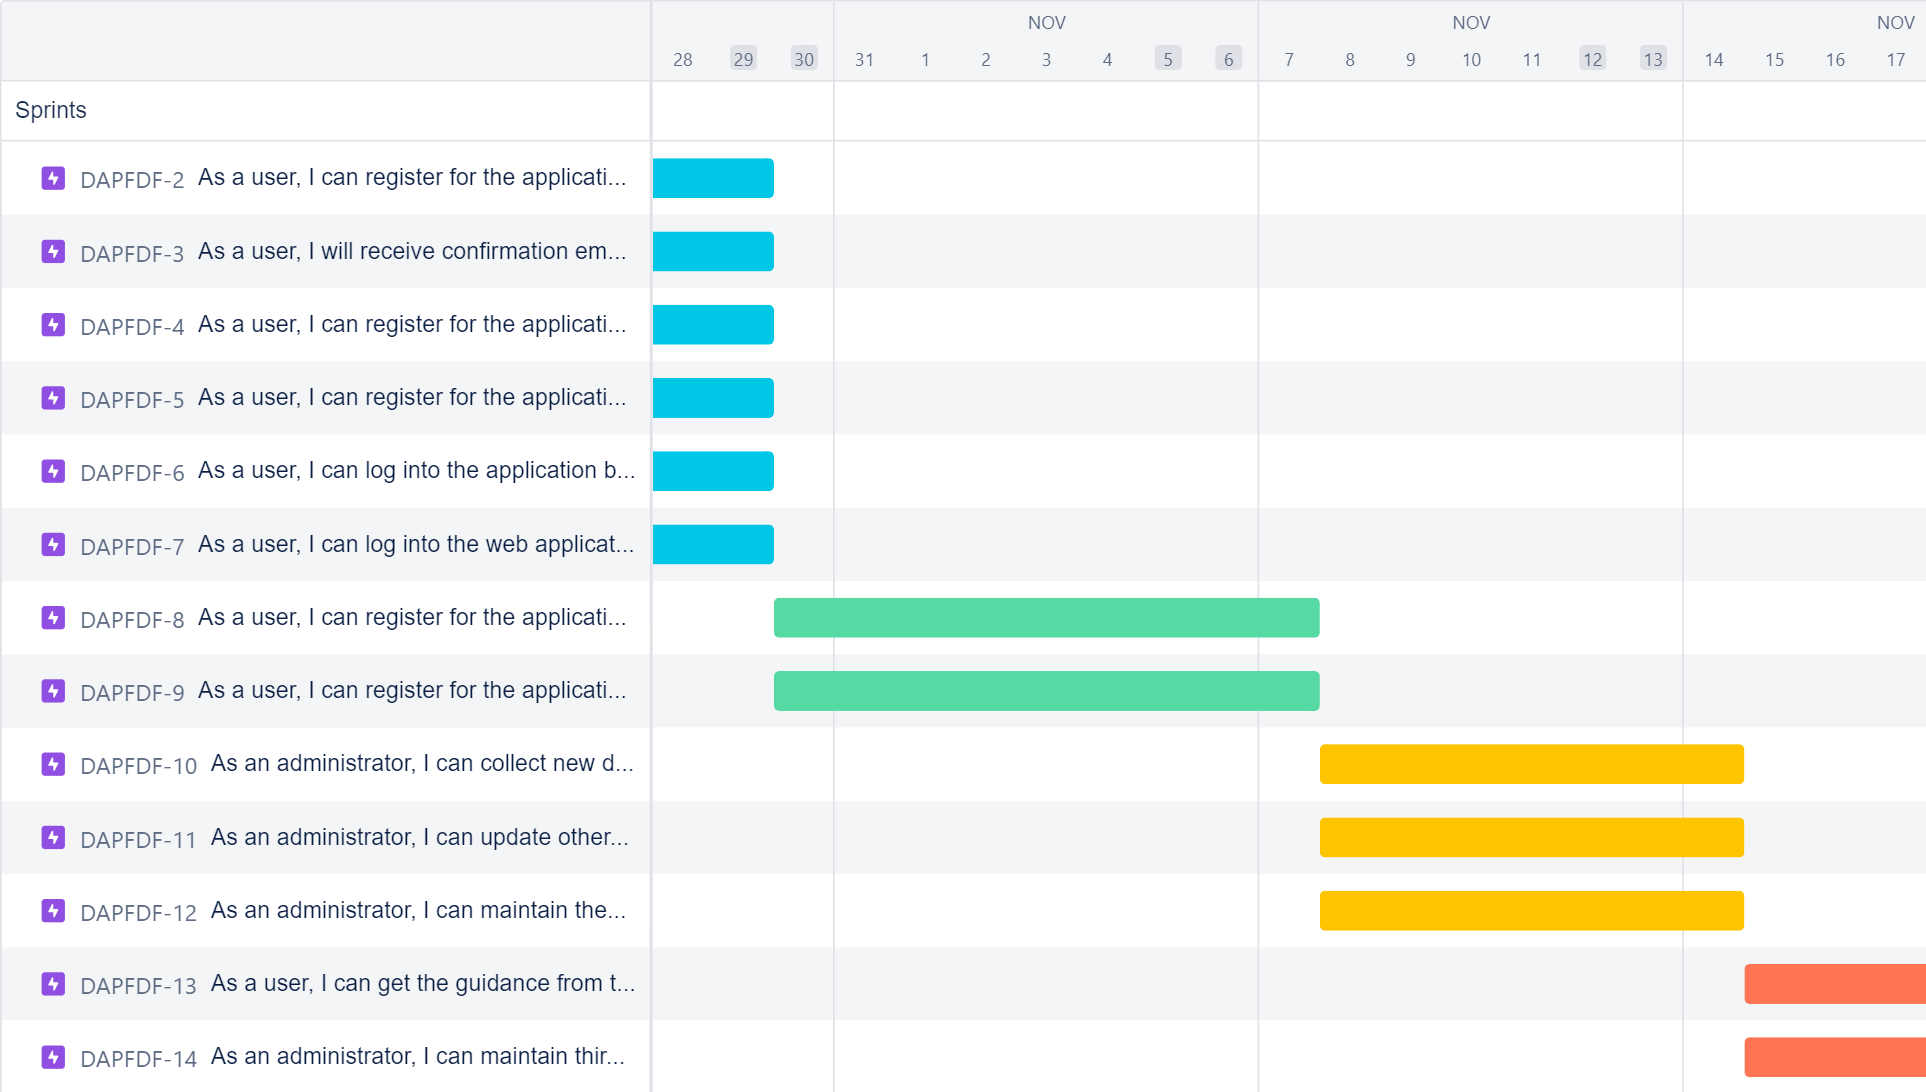 NOV NOV NOV
28 29 30 31 1 2 3 4 5 6 7 8 9 10 11 12 13 14 15 16 17
Sprints
DAPFDF-2 As a user, I can register for the applicati...
DAPFDF-3 As a user, I will receive confirmation em...
DAPFDF-4 As a user, I can register for the applicati...
DAPFDF-5 As a user, I can register for the applicati...
DAPFDF-6 As a user, I can log into the application b...
DAPFDF-7 As a user, I can log into the web applicat...
DAPFDF-8 As a user, I can register for the applicati...
DAPFDF-9 As a user, I can register for the applicati...
DAPFDF-10 As an administrator, I can collect new d...
DAPFDF-11 As an administrator, I can update other...
DAPFDF-12 As an administrator, I can maintain the...
DAPFDF-13 As a user, I can get the guidance from t...
DAPFDF-14 As an administrator, I can maintain thir...